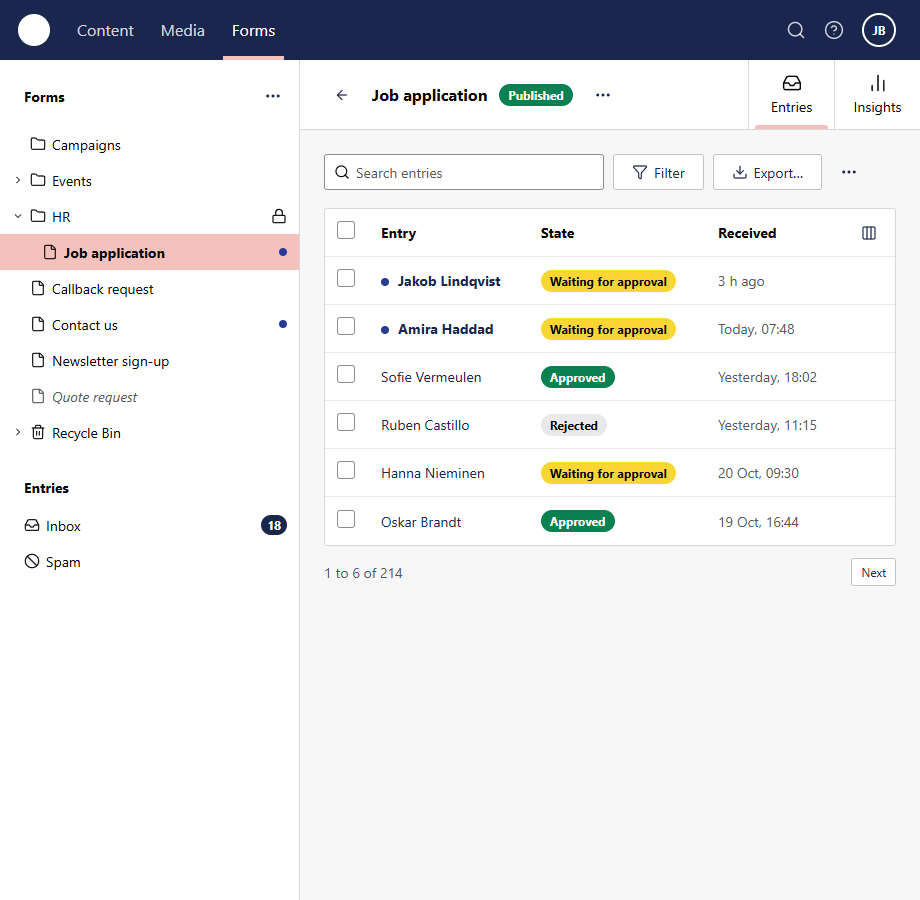 Content Media Forms JB
Forms
Campaigns
Events
HR
Job application
Callback request
Contact us
Newsletter sign-up
Quote request
Recycle Bin
Entries
Inbox 18
Spam
Job application Published
Entries
Insights
Search entries Filter Export...
Entry State Received
Jakob Lindqvist Waiting for approval 3 h ago
Amira Haddad Waiting for approval Today, 07:48
Sofie Vermeulen Approved Yesterday, 18:02
Ruben Castillo Rejected Yesterday, 11:15
Hanna Nieminen Waiting for approval 20 Oct, 09:30
Oskar Brandt Approved 19 Oct, 16:44
1 to 6 of 214 Next